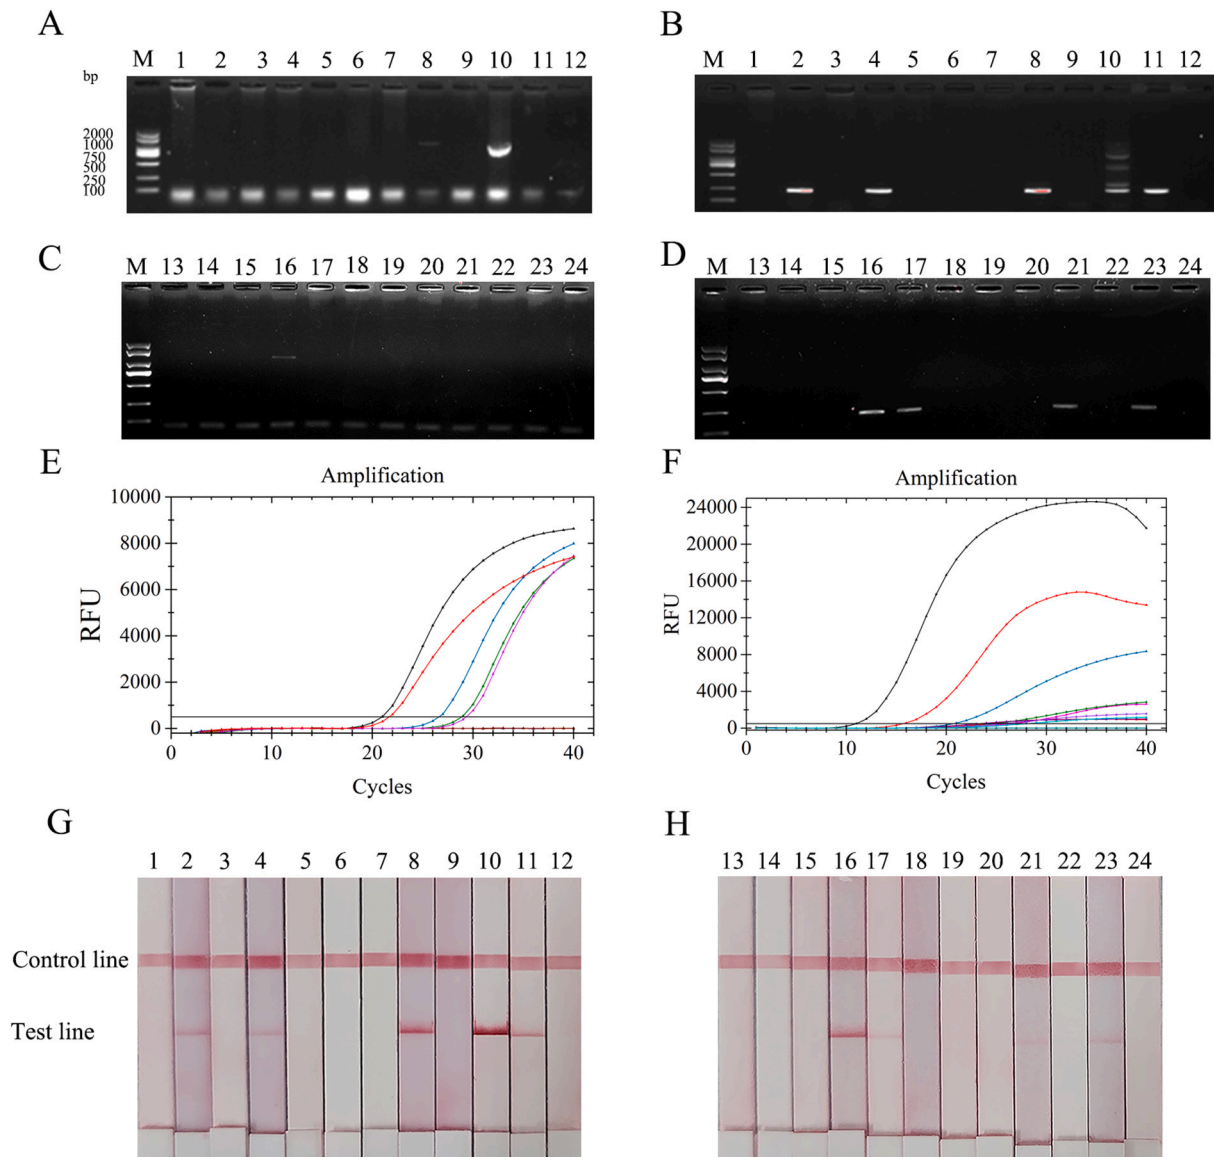 A
M 1 2 3 4 5 6 7 8 9 10 11 12
bp
2000
1000
750
500
250
100
B
M 1 2 3 4 5 6 7 8 9 10 11 12
C
M 13 14 15 16 17 18 19 20 21 22 23 24
D
M 13 14 15 16 17 18 19 20 21 22 23 24
E
Amplification
10000
8000
6000
4000
2000
0
RFU
0 10 20 30 40
Cycles
F
Amplification
24000
20000
16000
12000
8000
4000
0
RFU
0 10 20 30 40
Cycles
G
1 2 3 4 5 6 7 8 9 10 11 12
Control line
Test line
H
13 14 15 16 17 18 19 20 21 22 23 24